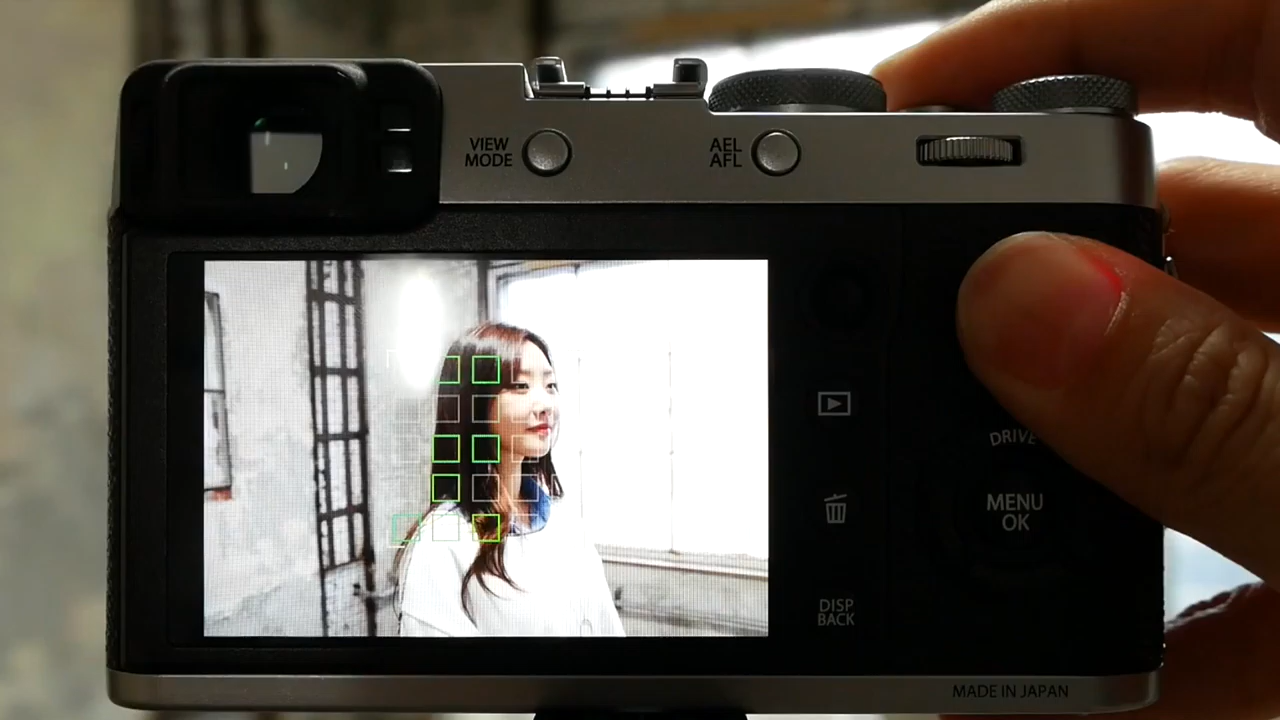 VIEW
MODE
AEL
AFL
DRIVE
MENU
OK
DISP
BACK
MADE IN JAPAN